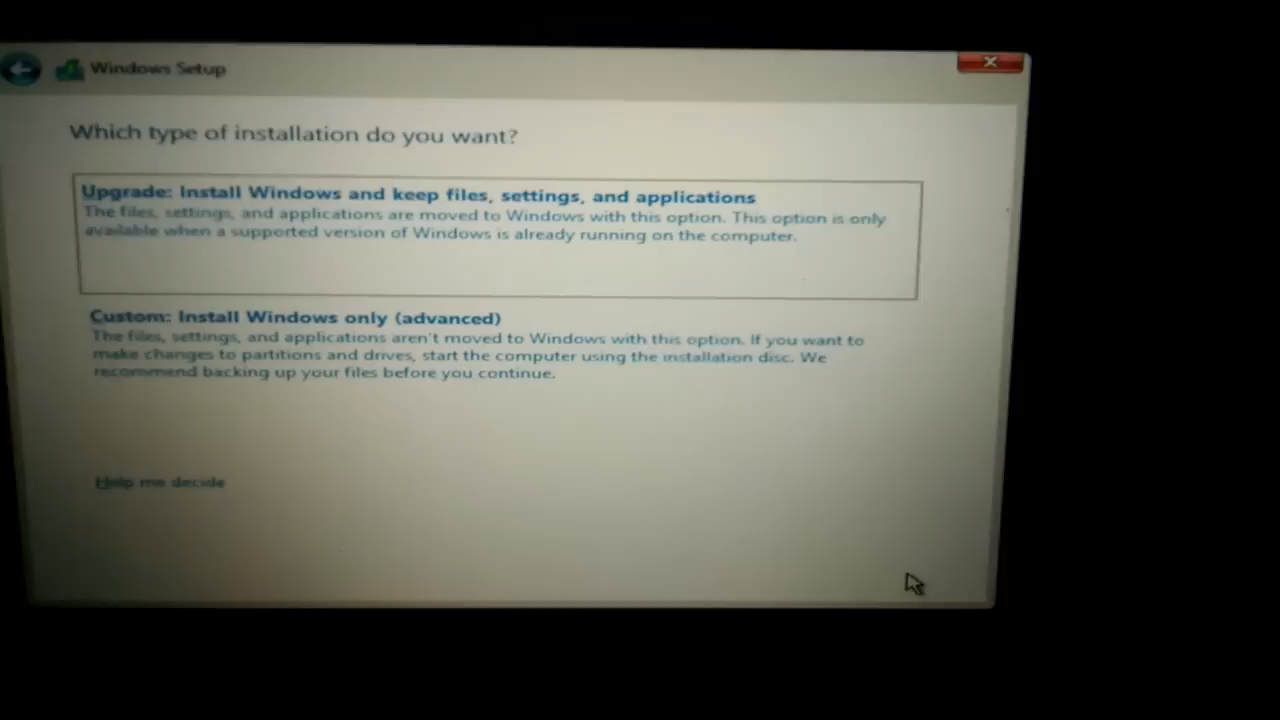 Windows Setup
Which type of installation do you want?
Upgrade: Install Windows and keep files, settings, and applications
The files, settings, and applications are moved to Windows with this option. This option is only
available when a supported version of Windows is already running on the computer.
Custom: Install Windows only (advanced)
The files, settings, and applications aren't moved to Windows with this option. If you want to
make changes to partitions and drives, start the computer using the installation disc. We
recommend backing up your files before you continue.
Help me decide